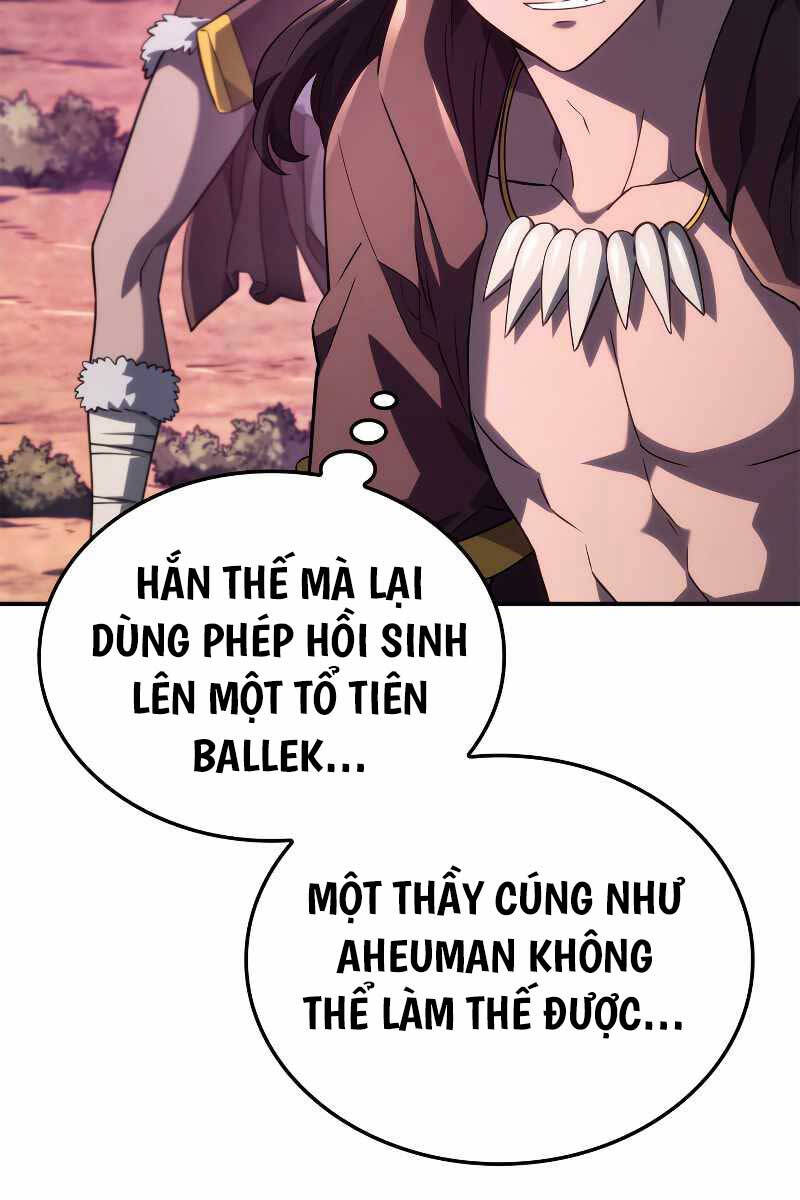 HẮN THẾ MÀ LẠI
DÙNG PHÉP HỒI SINH
LÊN MỘT TỔ TIÊN
BALLEK...
MỘT THẦY CÚNG NHƯ
AHEUMAN KHÔNG
THỂ LÀM THẾ ĐƯỢC...